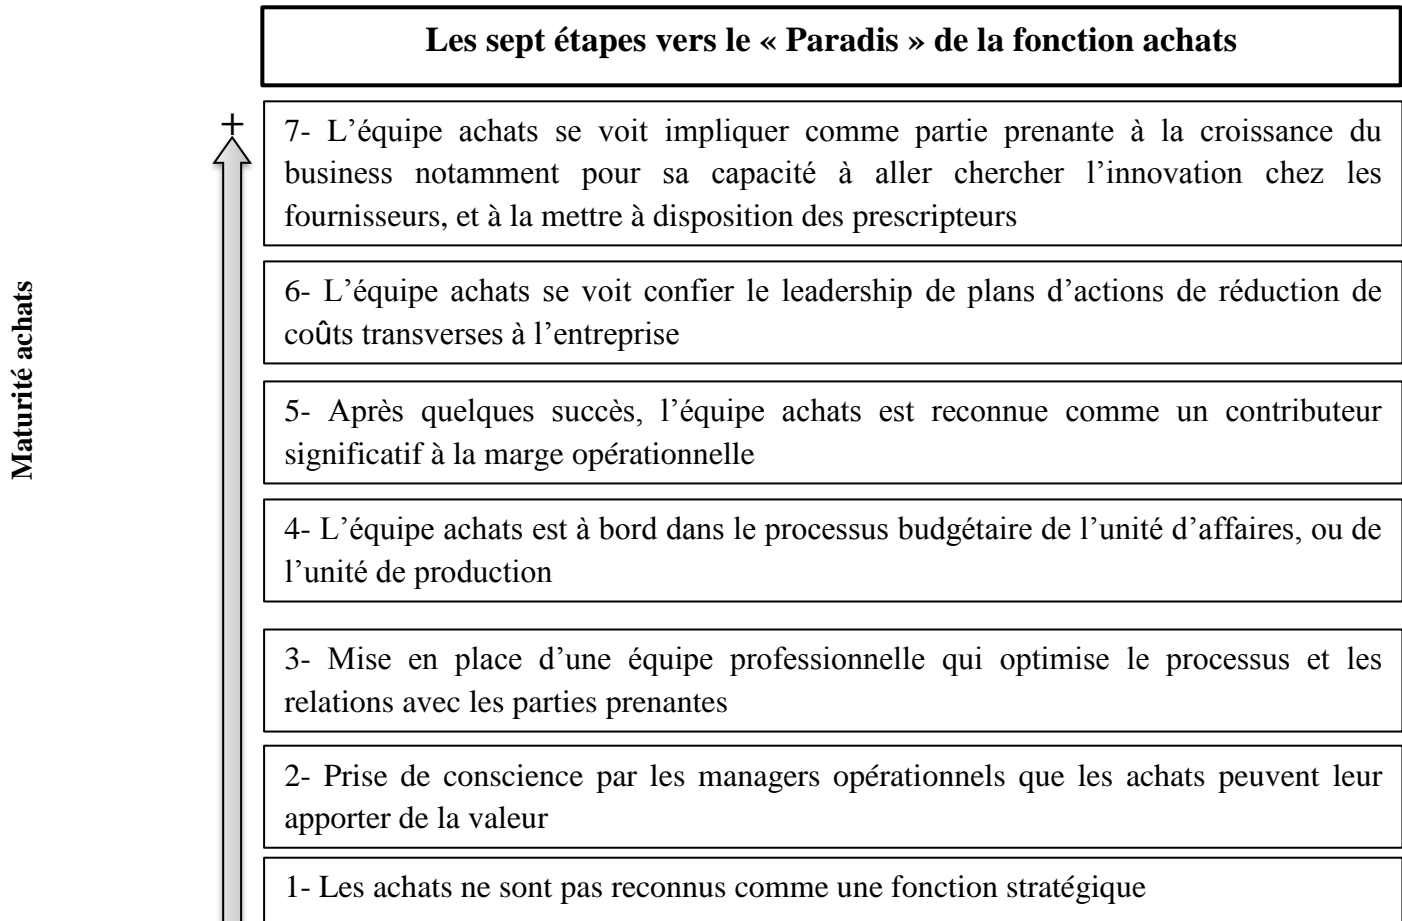 Les sept étapes vers le « Paradis » de la fonction achats
+
7- L’équipe achats se voit impliquer comme partie prenante à la croissance du
business notamment pour sa capacité à aller chercher l’innovation chez les
fournisseurs, et à la mettre à disposition des prescripteurs
6- L’équipe achats se voit confier le leadership de plans d’actions de réduction de
coûts transverses à l’entreprise
Maturité achats
5- Après quelques succès, l’équipe achats est reconnue comme un contributeur
significatif à la marge opérationnelle
4- L’équipe achats est à bord dans le processus budgétaire de l’unité d’affaires, ou de
l’unité de production
3- Mise en place d’une équipe professionnelle qui optimise le processus et les
relations avec les parties prenantes
2- Prise de conscience par les managers opérationnels que les achats peuvent leur
apporter de la valeur
1- Les achats ne sont pas reconnus comme une fonction stratégique